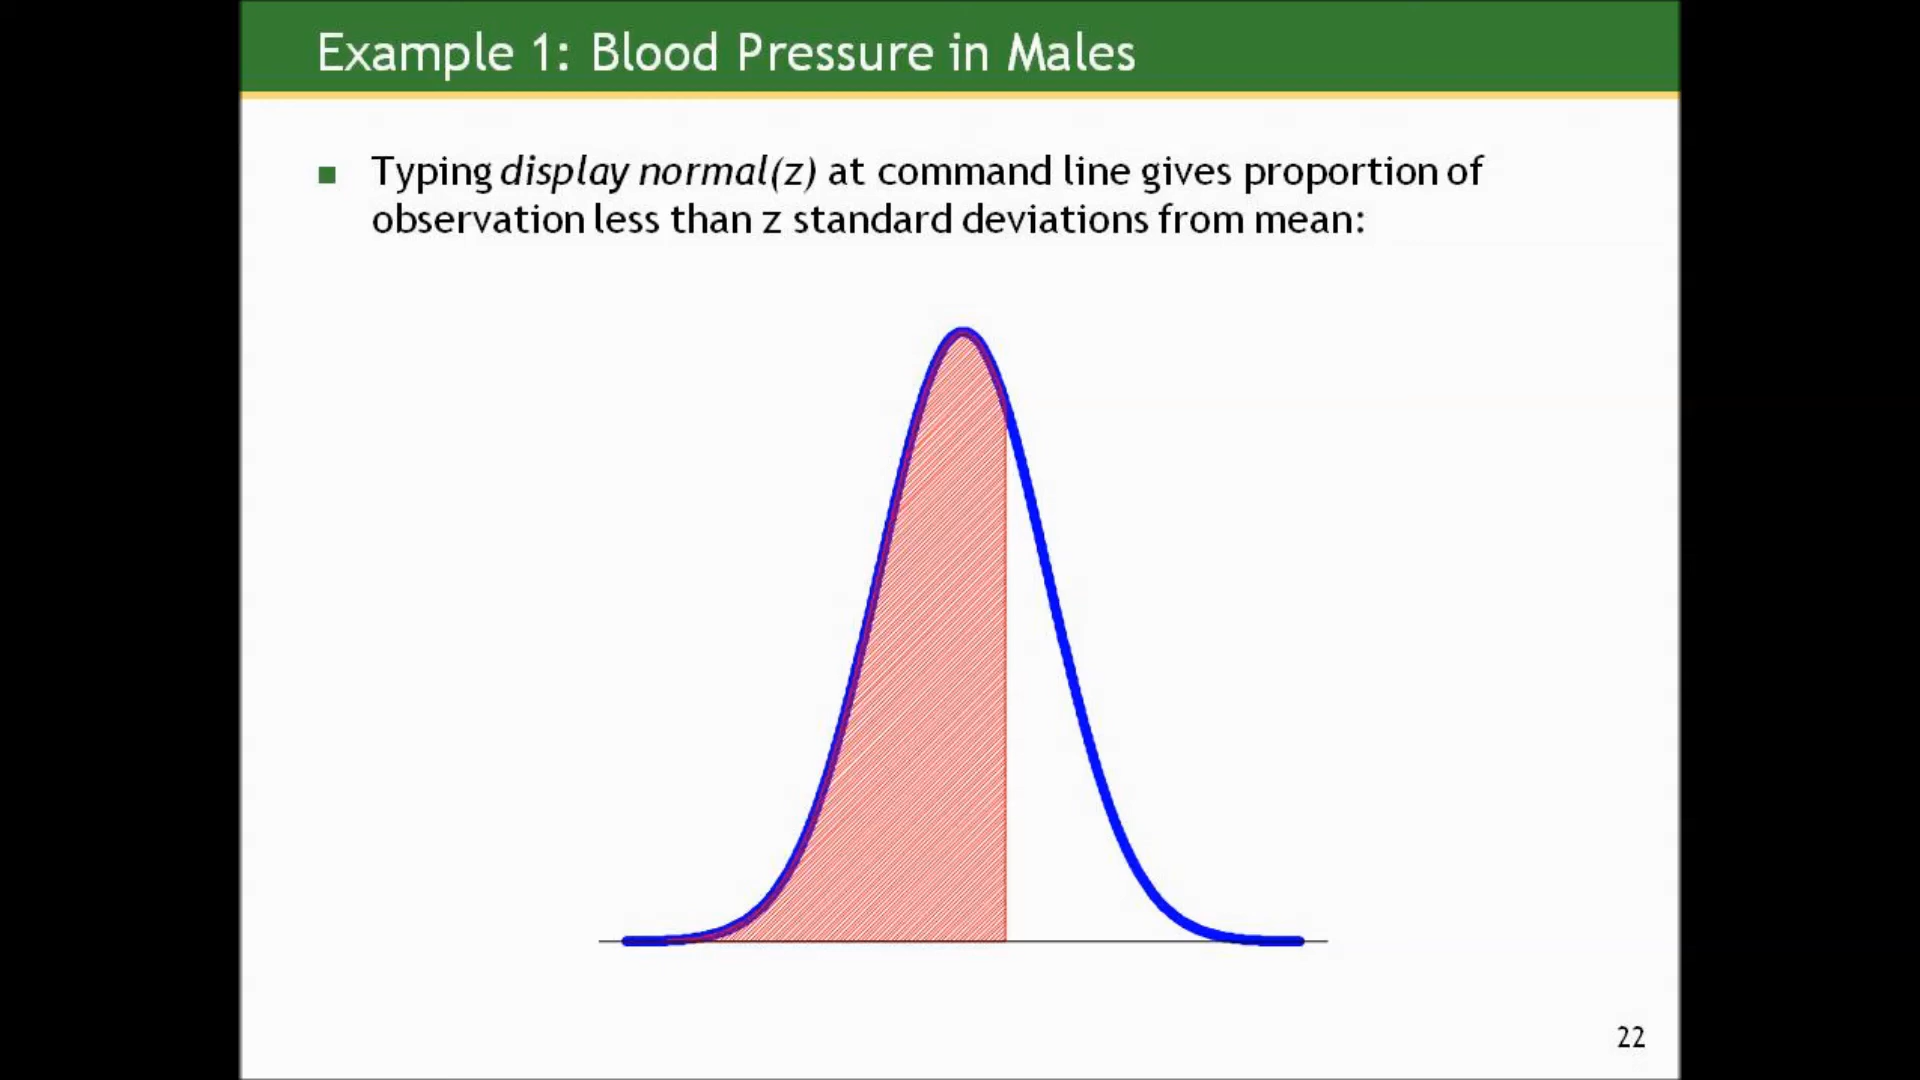 Example 1: Blood Pressure in Males
Typing display normal(z) at command line gives proportion of
observation less than z standard deviations from mean:
22